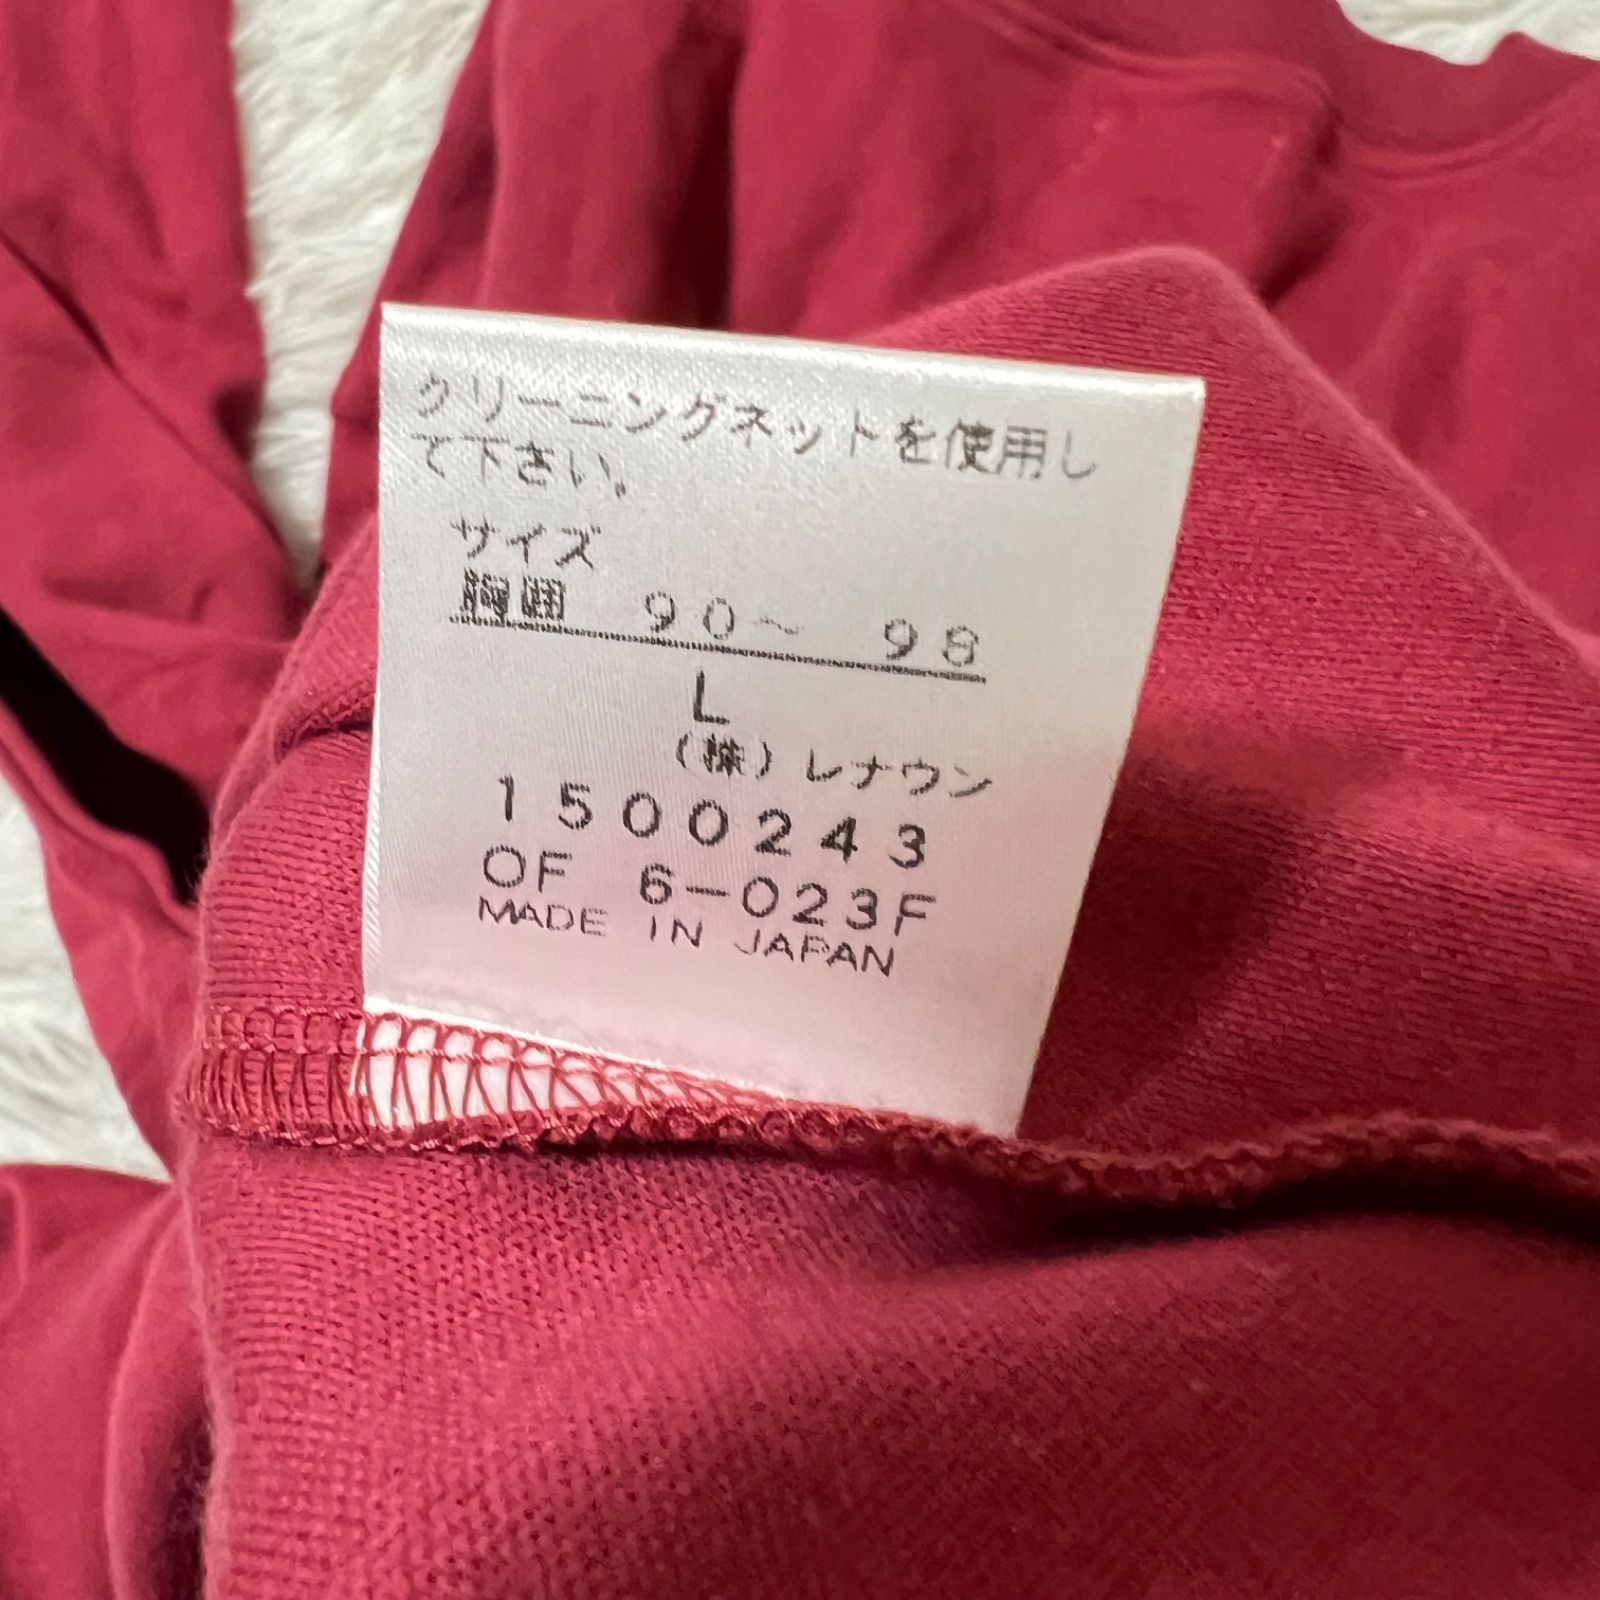 クリーニングネットを使用し
て下さい。
サイズ
胸囲 90～ 98
L
(株)レナウン
1500243
OF 6-023F
MADE IN JAPAN